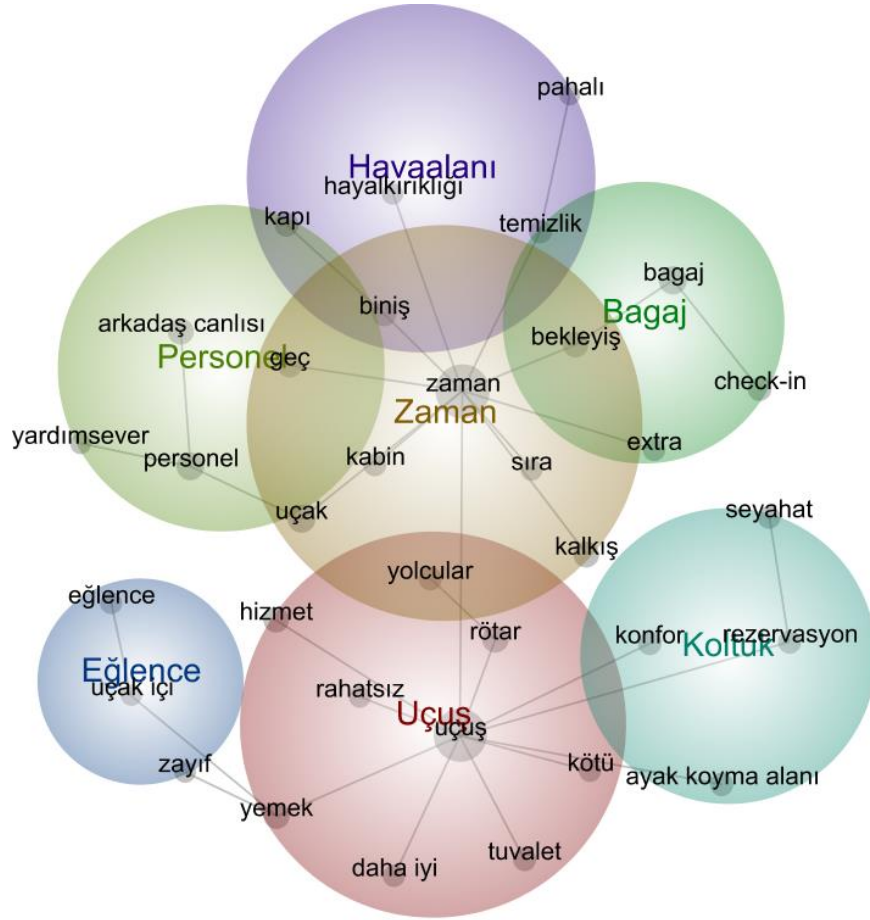 pahalı
Havaalanı
hayalkırıklığı
kapı
temizlik
bagaj
biniş
Bagaj
arkadaş canlısı
bekleyiş
Personel
geç
zaman
check-in
Zaman
yardımsever
personel
kabin
sıra
extra
uçak
seyahat
kalkış
yolcular
eğlence
hizmet
rötar
konfor
rezervasyon
Koltuk
Eğlence
uçak içi
rahatsız
Uçuş
uçuş
zayıf
kötü
ayak koyma alanı
yemek
daha iyi
tuvalet